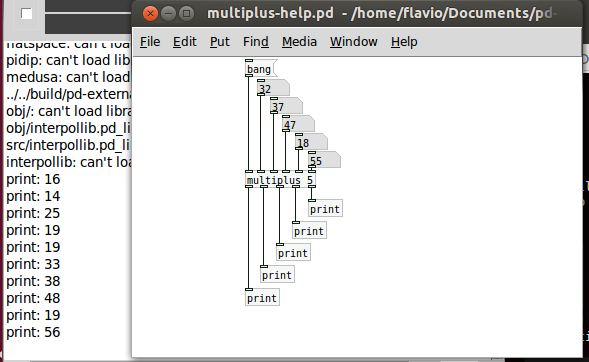 multiplus-help.pd - /home/flavio/Documents/pd-
File Edit Put Find Media Window Help
can't loa
pidip: can't load lib
medusa: can't load
../../build/pd-extern
obj/: can't load libra
obj/interpollib.pd_li
src/interpollib.pd_li
interpollib: can't loa
print: 16
print: 14
print: 25
print: 19
print: 19
print: 33
print: 38
print: 48
print: 19
print: 56
bang
32
37
47
18
55
multiplus 5
print
print
print
print
print